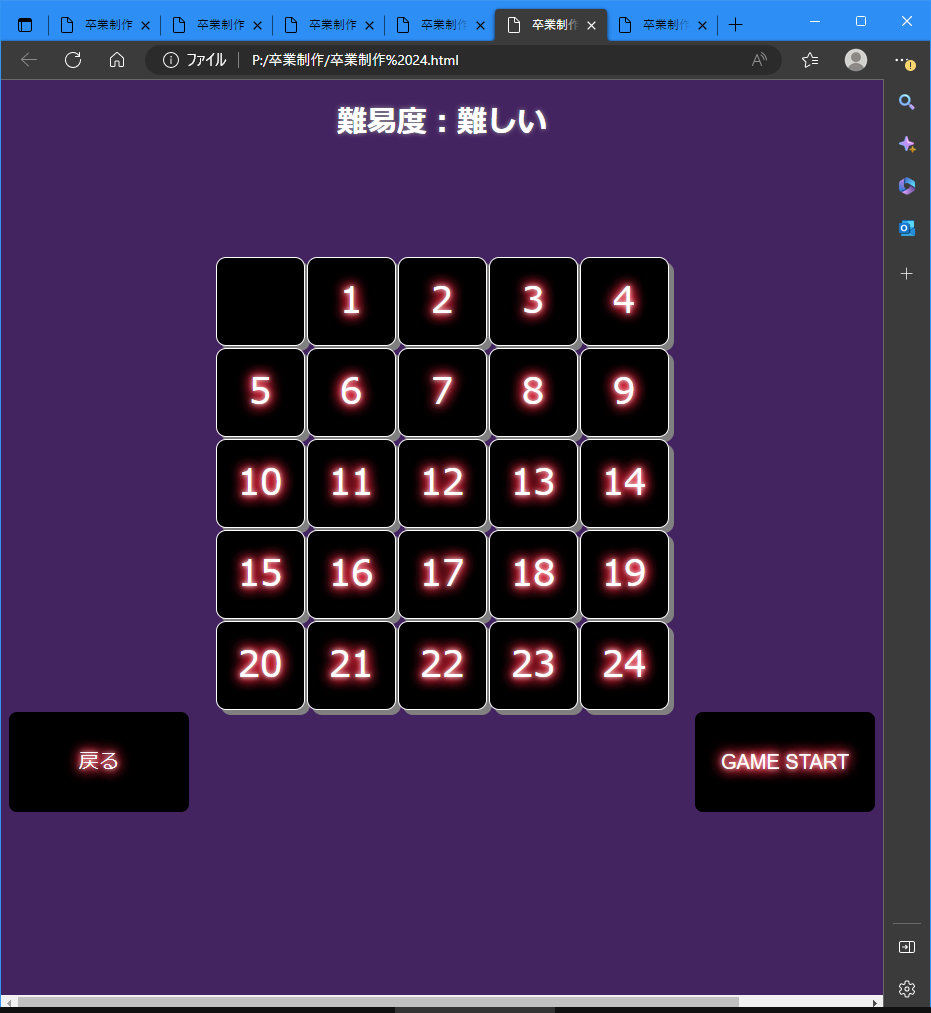 卒業制作 卒業制作 卒業制作 卒業制作 卒業制作 卒業制作
ファイル P:/卒業制作/卒業制作%2024.html
難易度：難しい
1 2 3 4
5 6 7 8 9
10 11 12 13 14
15 16 17 18 19
20 21 22 23 24
戻る GAME START